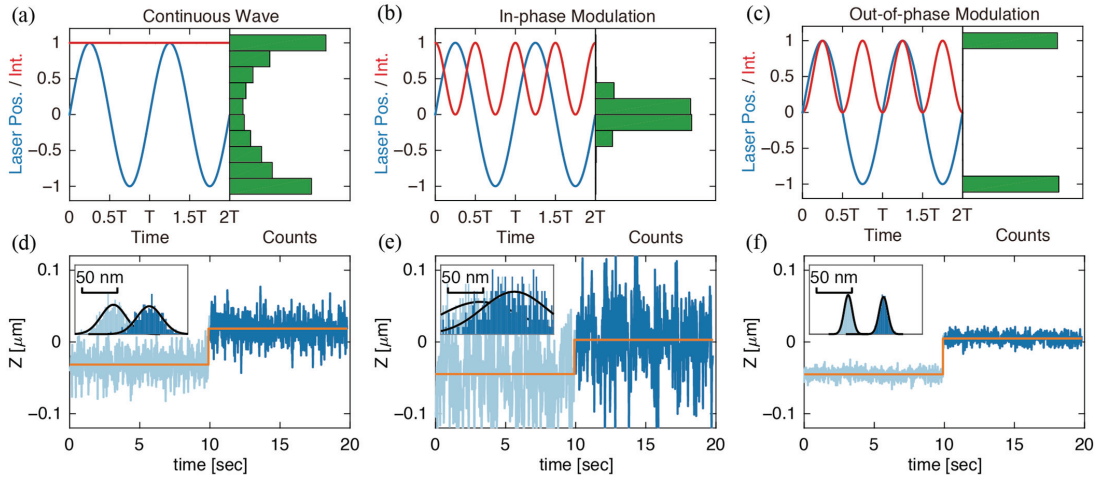 (a) Continuous Wave
1
0.5
0
−0.5
−1
Laser Pos. / Int.
0 0.5T T 1.5T 2T
Time Counts
(b) In-phase Modulation
1
0.5
0
−0.5
−1
Laser Pos. / Int.
0 0.5T T 1.5T 2T
Time Counts
(c) Out-of-phase Modulation
1
0.5
0
−0.5
−1
Laser Pos. / Int.
0 0.5T T 1.5T 2T
Time Counts
(d)
0.1
0
−0.1
Z [μm]
50 nm
0 5 10 15 20
time [sec]
(e)
0.1
0
−0.1
Z [μm]
50 nm
0 5 10 15 20
time [sec]
(f)
0.1
0
−0.1
Z [μm]
50 nm
0 5 10 15 20
time [sec]